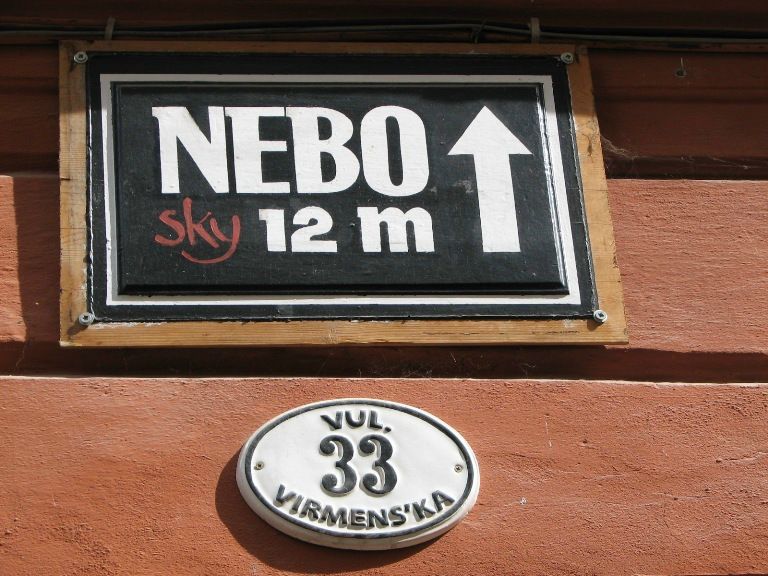 NEBO
sky 12 m
VUL.
33
VIRMENS'KA